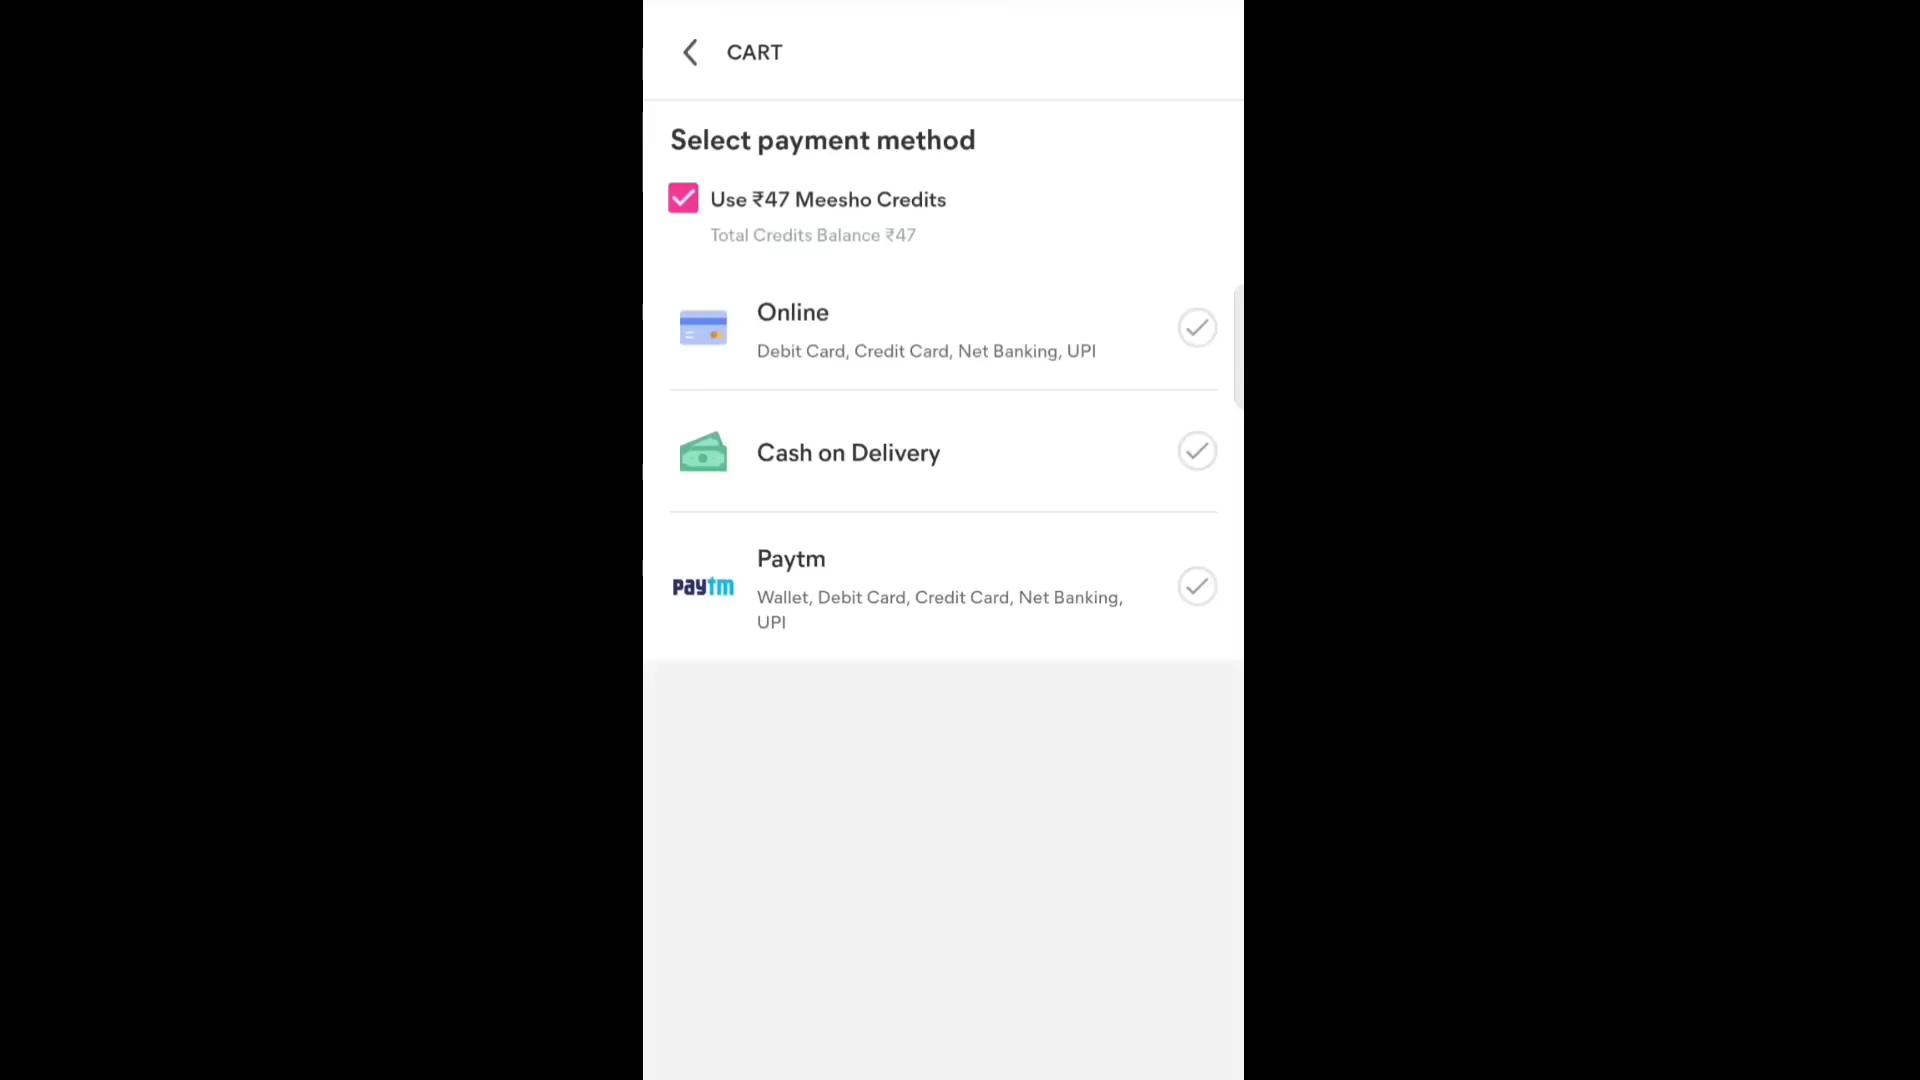 CART
Select payment method
Use ₹47 Meesho Credits
Total Credits Balance ₹47
Online
Debit Card, Credit Card, Net Banking, UPI
Cash on Delivery
Paytm
paytm
Wallet, Debit Card, Credit Card, Net Banking,
UPI